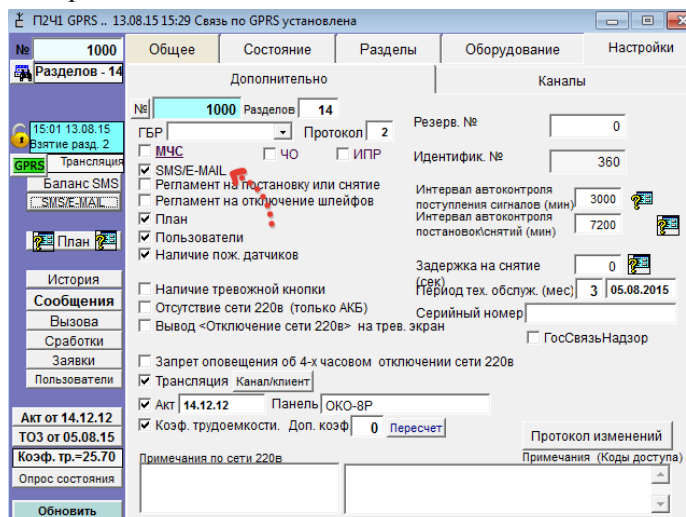 П2Ч1 GPRS .. 13.08.15 15:29 Связь по GPRS установлена
№ 1000
Разделов - 14
15:01 13.08.15
Взятие разд. 2
GPRS Трансляция
Баланс SMS
SMS/E-MAIL
План
История
Сообщения
Вызова
Сработки
Заявки
Пользователи
Акт от 14.12.12
ТО3 от 05.08.15
Коэф. тр.=25.70
Опрос состояния
Обновить
Общее Состояние Разделы Оборудование Настройки
Дополнительно Каналы
№ 1000 Разделов 14
ГБР Протокол 2
МЧС ЧО ИПР
SMS/E-MAIL
Регламент на постановку или снятие
Регламент на отключение шлейфов
План
Пользователи
Наличие пож. датчиков
Наличие тревожной кнопки
Отсутствие сети 220в (только АКБ)
Вывод <Отключение сети 220в> на трев. экран
Запрет оповещения об 4-х часовом отключении сети 220в
Трансляция Канал/клиент
Акт 14.12.12 Панель ОКО-8Р
Коэф. трудоемкости. Доп. коэф 0 Пересчет
Примечания по сети 220в
Резерв. № 0
Идентифик. № 360
Интервал автоконтроля
поступления сигналов (мин) 3000
Интервал автоконтроля
постановок\снятий (мин) 7200
Задержка на снятие 0
(сек)
Период тех. обслуж. (мес) 3 05.08.2015
Серийный номер
ГосСвязьНадзор
Протокол изменений
Примечания (Коды доступа)